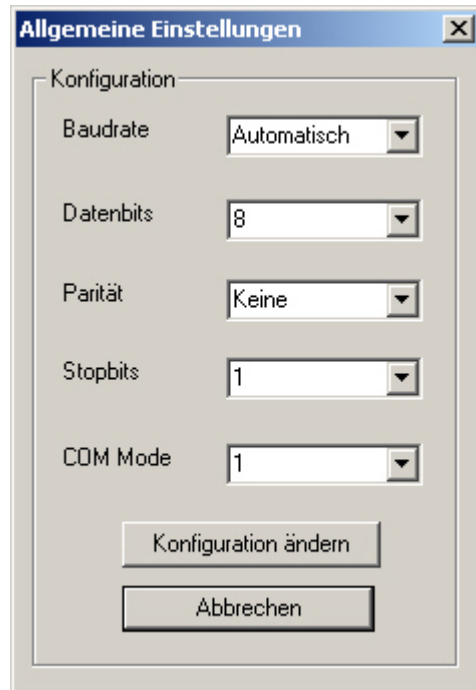 Allgemeine Einstellungen
Konfiguration
Baudrate Automatisch
Datenbits 8
Parität Keine
Stopbits 1
COM Mode 1
Konfiguration ändern
Abbrechen